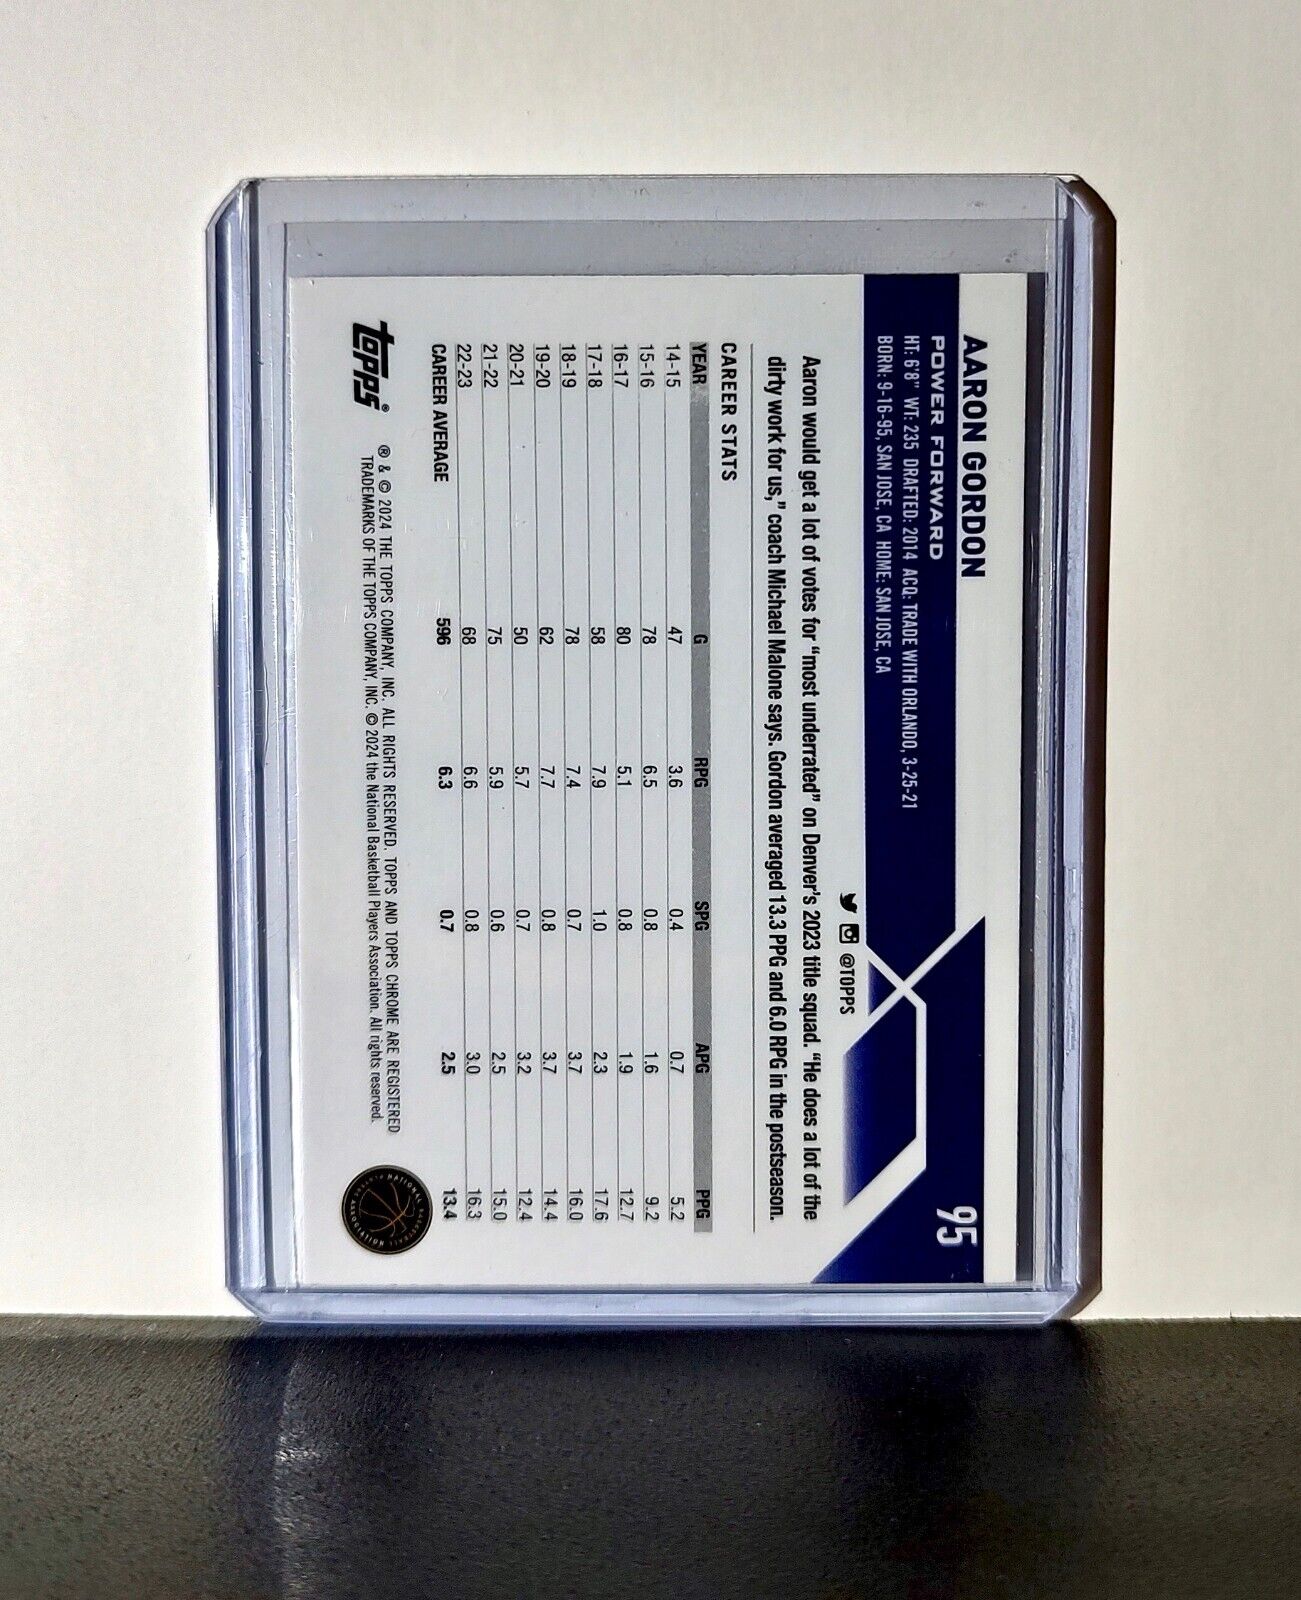 AARON GORDON
95
POWER FORWARD
HT: 6'8" WT: 235 DRAFTED: 2014 ACQ: TRADE WITH ORLANDO, 3-25-21
BORN: 9-16-95, SAN JOSE, CA HOME: SAN JOSE, CA
@TOPPS
Aaron would get a lot of votes for “most underrated” on Denver's 2023 title squad. “He does a lot of the
dirty work for us,” coach Michael Malone says. Gordon averaged 13.3 PPG and 6.0 RPG in the postseason.
CAREER STATS
YEAR G RPG SPG APG PPG
14-15 47 3.6 0.4 0.7 5.2
15-16 78 6.5 0.8 1.6 9.2
16-17 80 5.1 0.8 1.9 12.7
17-18 58 7.9 1.0 2.3 17.6
18-19 78 7.4 0.7 3.7 16.0
19-20 62 7.7 0.8 3.7 14.4
20-21 50 5.7 0.7 3.2 12.4
21-22 75 5.9 0.6 2.5 15.0
22-23 68 6.6 0.8 3.0 16.3
CAREER AVERAGE 596 6.3 0.7 2.5 13.4
topps®
® & © 2024 THE TOPPS COMPANY, INC. ALL RIGHTS RESERVED. TOPPS AND TOPPS CHROME ARE REGISTERED
TRADEMARKS OF THE TOPPS COMPANY, INC. © 2024 the National Basketball Players Association. All rights reserved.
NATIONAL BASKETBALL PLAYERS ASSOCIATION